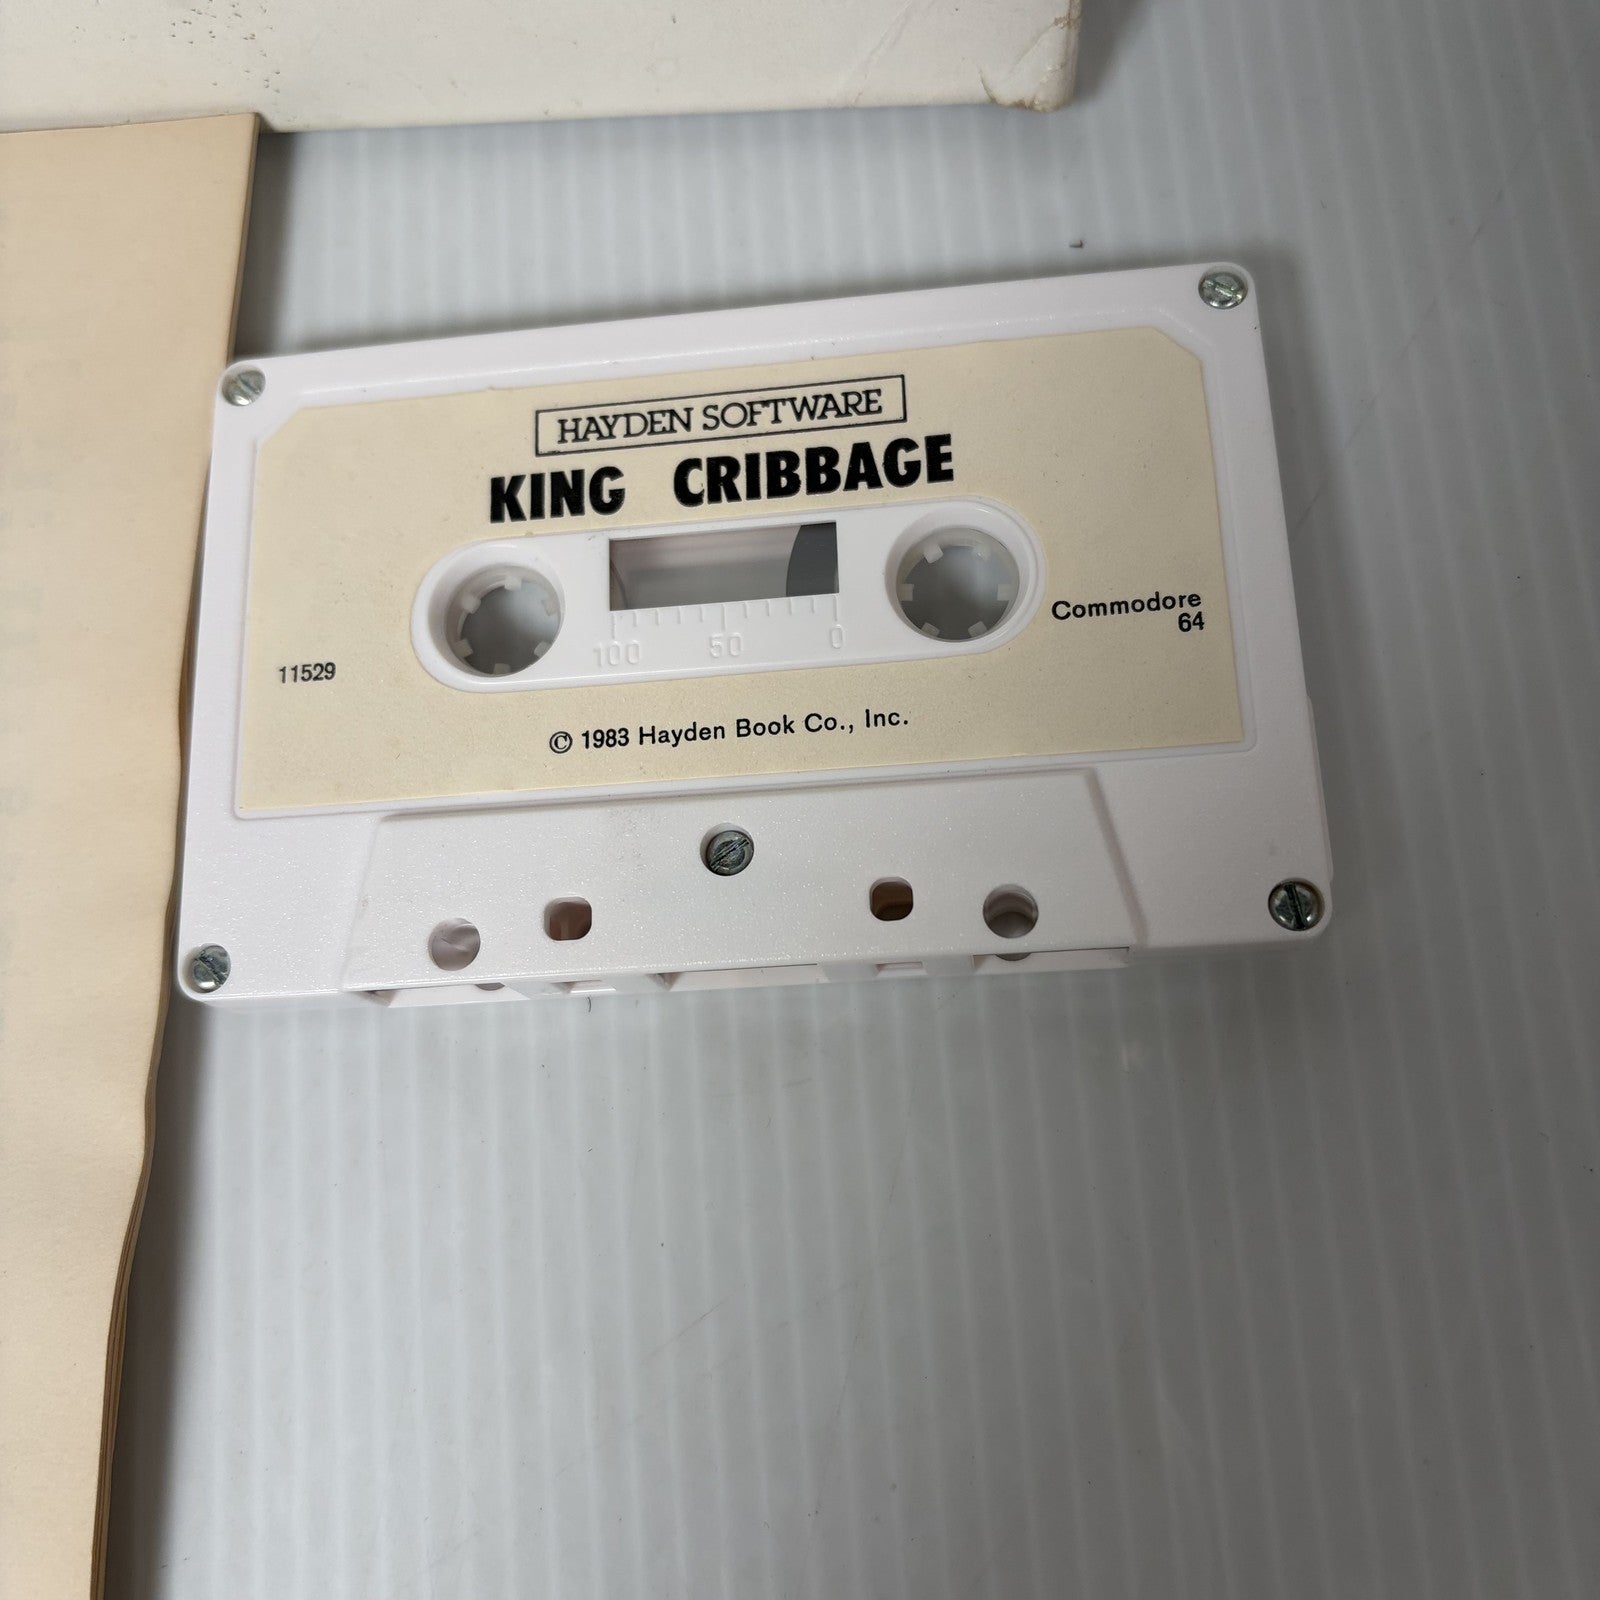 HAYDEN SOFTWARE
KING CRIBBAGE
100 50 0
Commodore
64
11529
© 1983 Hayden Book Co., Inc.